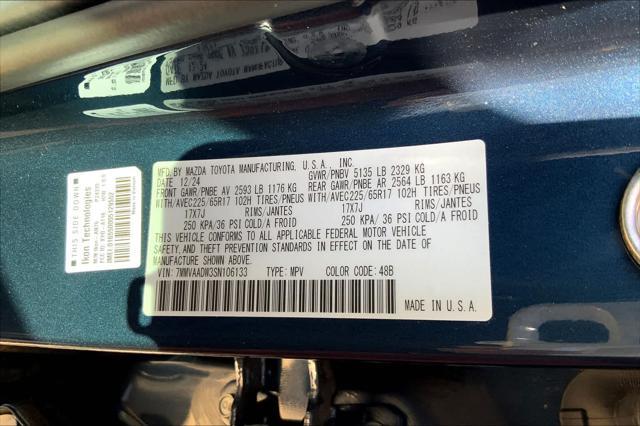 MFD. BY MAZDA TOYOTA MANUFACTURING, U.S.A., INC.
12/24 GVWR/PNBV 5135 LB 2329 KG
FRONT GAWR/PNBE AV 2593 LB 1176 KG REAR GAWR/PNBE AR 2564 LB 1163 KG
WITH/AVEC225/65R17 102H TIRES/PNEUS WITH/AVEC225/65R17 102H TIRES/PNEUS
17X7J RIMS/JANTES 17X7J RIMS/JANTES
250 KPA/ 36 PSI COLD/A FROID 250 KPA/ 36 PSI COLD/A FROID
THIS VEHICLE CONFORMS TO ALL APPLICABLE FEDERAL MOTOR VEHICLE
SAFETY, AND THEFT PREVENTION STANDARDS IN EFFECT ON THE DATE OF
MANUFACTURE SHOWN ABOVE.
VIN: 7MMVAADW3SN106133 TYPE: MPV COLOR CODE: 48B
MADE IN U.S.A.
THIS SIDE DOWN
Ikon Technologies